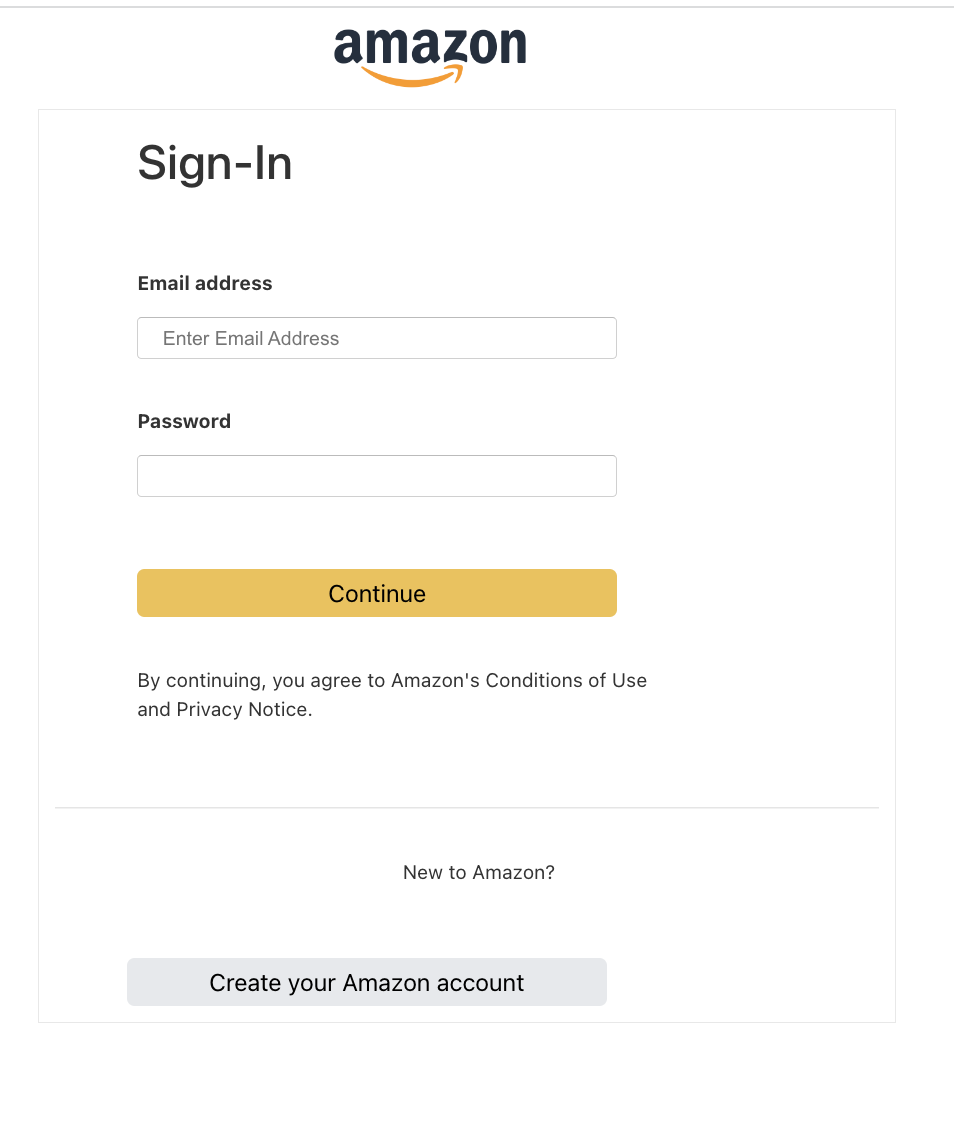 amazon
Sign-In
Email address
Enter Email Address
Password
Continue
By continuing, you agree to Amazon's Conditions of Use
and Privacy Notice.
New to Amazon?
Create your Amazon account